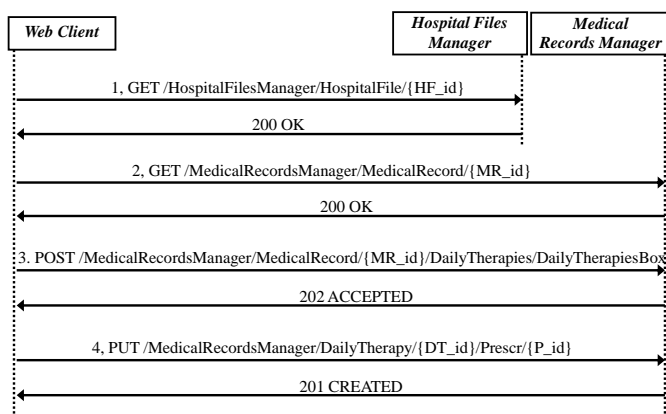 Web Client
Hospital Files
Manager
Medical
Records Manager
1, GET /HospitalFilesManager/HospitalFile/{HF_id}
200 OK
2, GET /MedicalRecordsManager/MedicalRecord/{MR_id}
200 OK
3. POST /MedicalRecordsManager/MedicalRecord/{MR_id}/DailyTherapies/DailyTherapiesBox
202 ACCEPTED
4, PUT /MedicalRecordsManager/DailyTherapy/{DT_id}/Prescr/{P_id}
201 CREATED